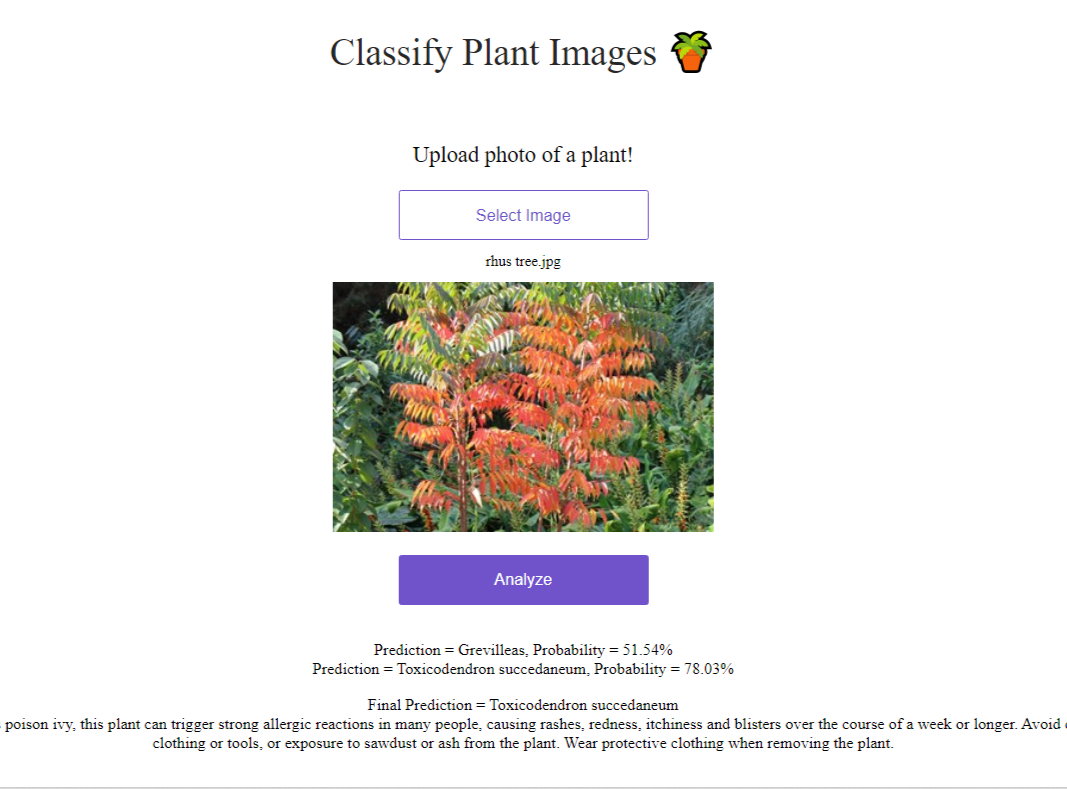 Classify Plant Images
Upload photo of a plant!
Select Image
rhus tree.jpg
Analyze
Prediction = Grevilleas, Probability = 51.54%
Prediction = Toxicodendron succedaneum, Probability = 78.03%
Final Prediction = Toxicodendron succedaneum
poison ivy, this plant can trigger strong allergic reactions in many people, causing rashes, redness, itchiness and blisters over the course of a week or longer. Avoid
clothing or tools, or exposure to sawdust or ash from the plant. Wear protective clothing when removing the plant.